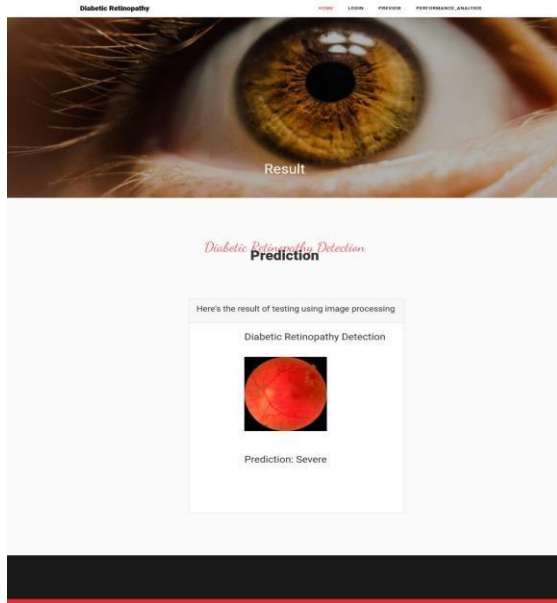 Diabetic Retinopathy
HOME LOGIN PREVIEW PERFORMANCE_ANALYSIS
Result
Diabetic Retinopathy Detection
Prediction
Here's the result of testing using image processing
Diabetic Retinopathy Detection
Prediction: Severe